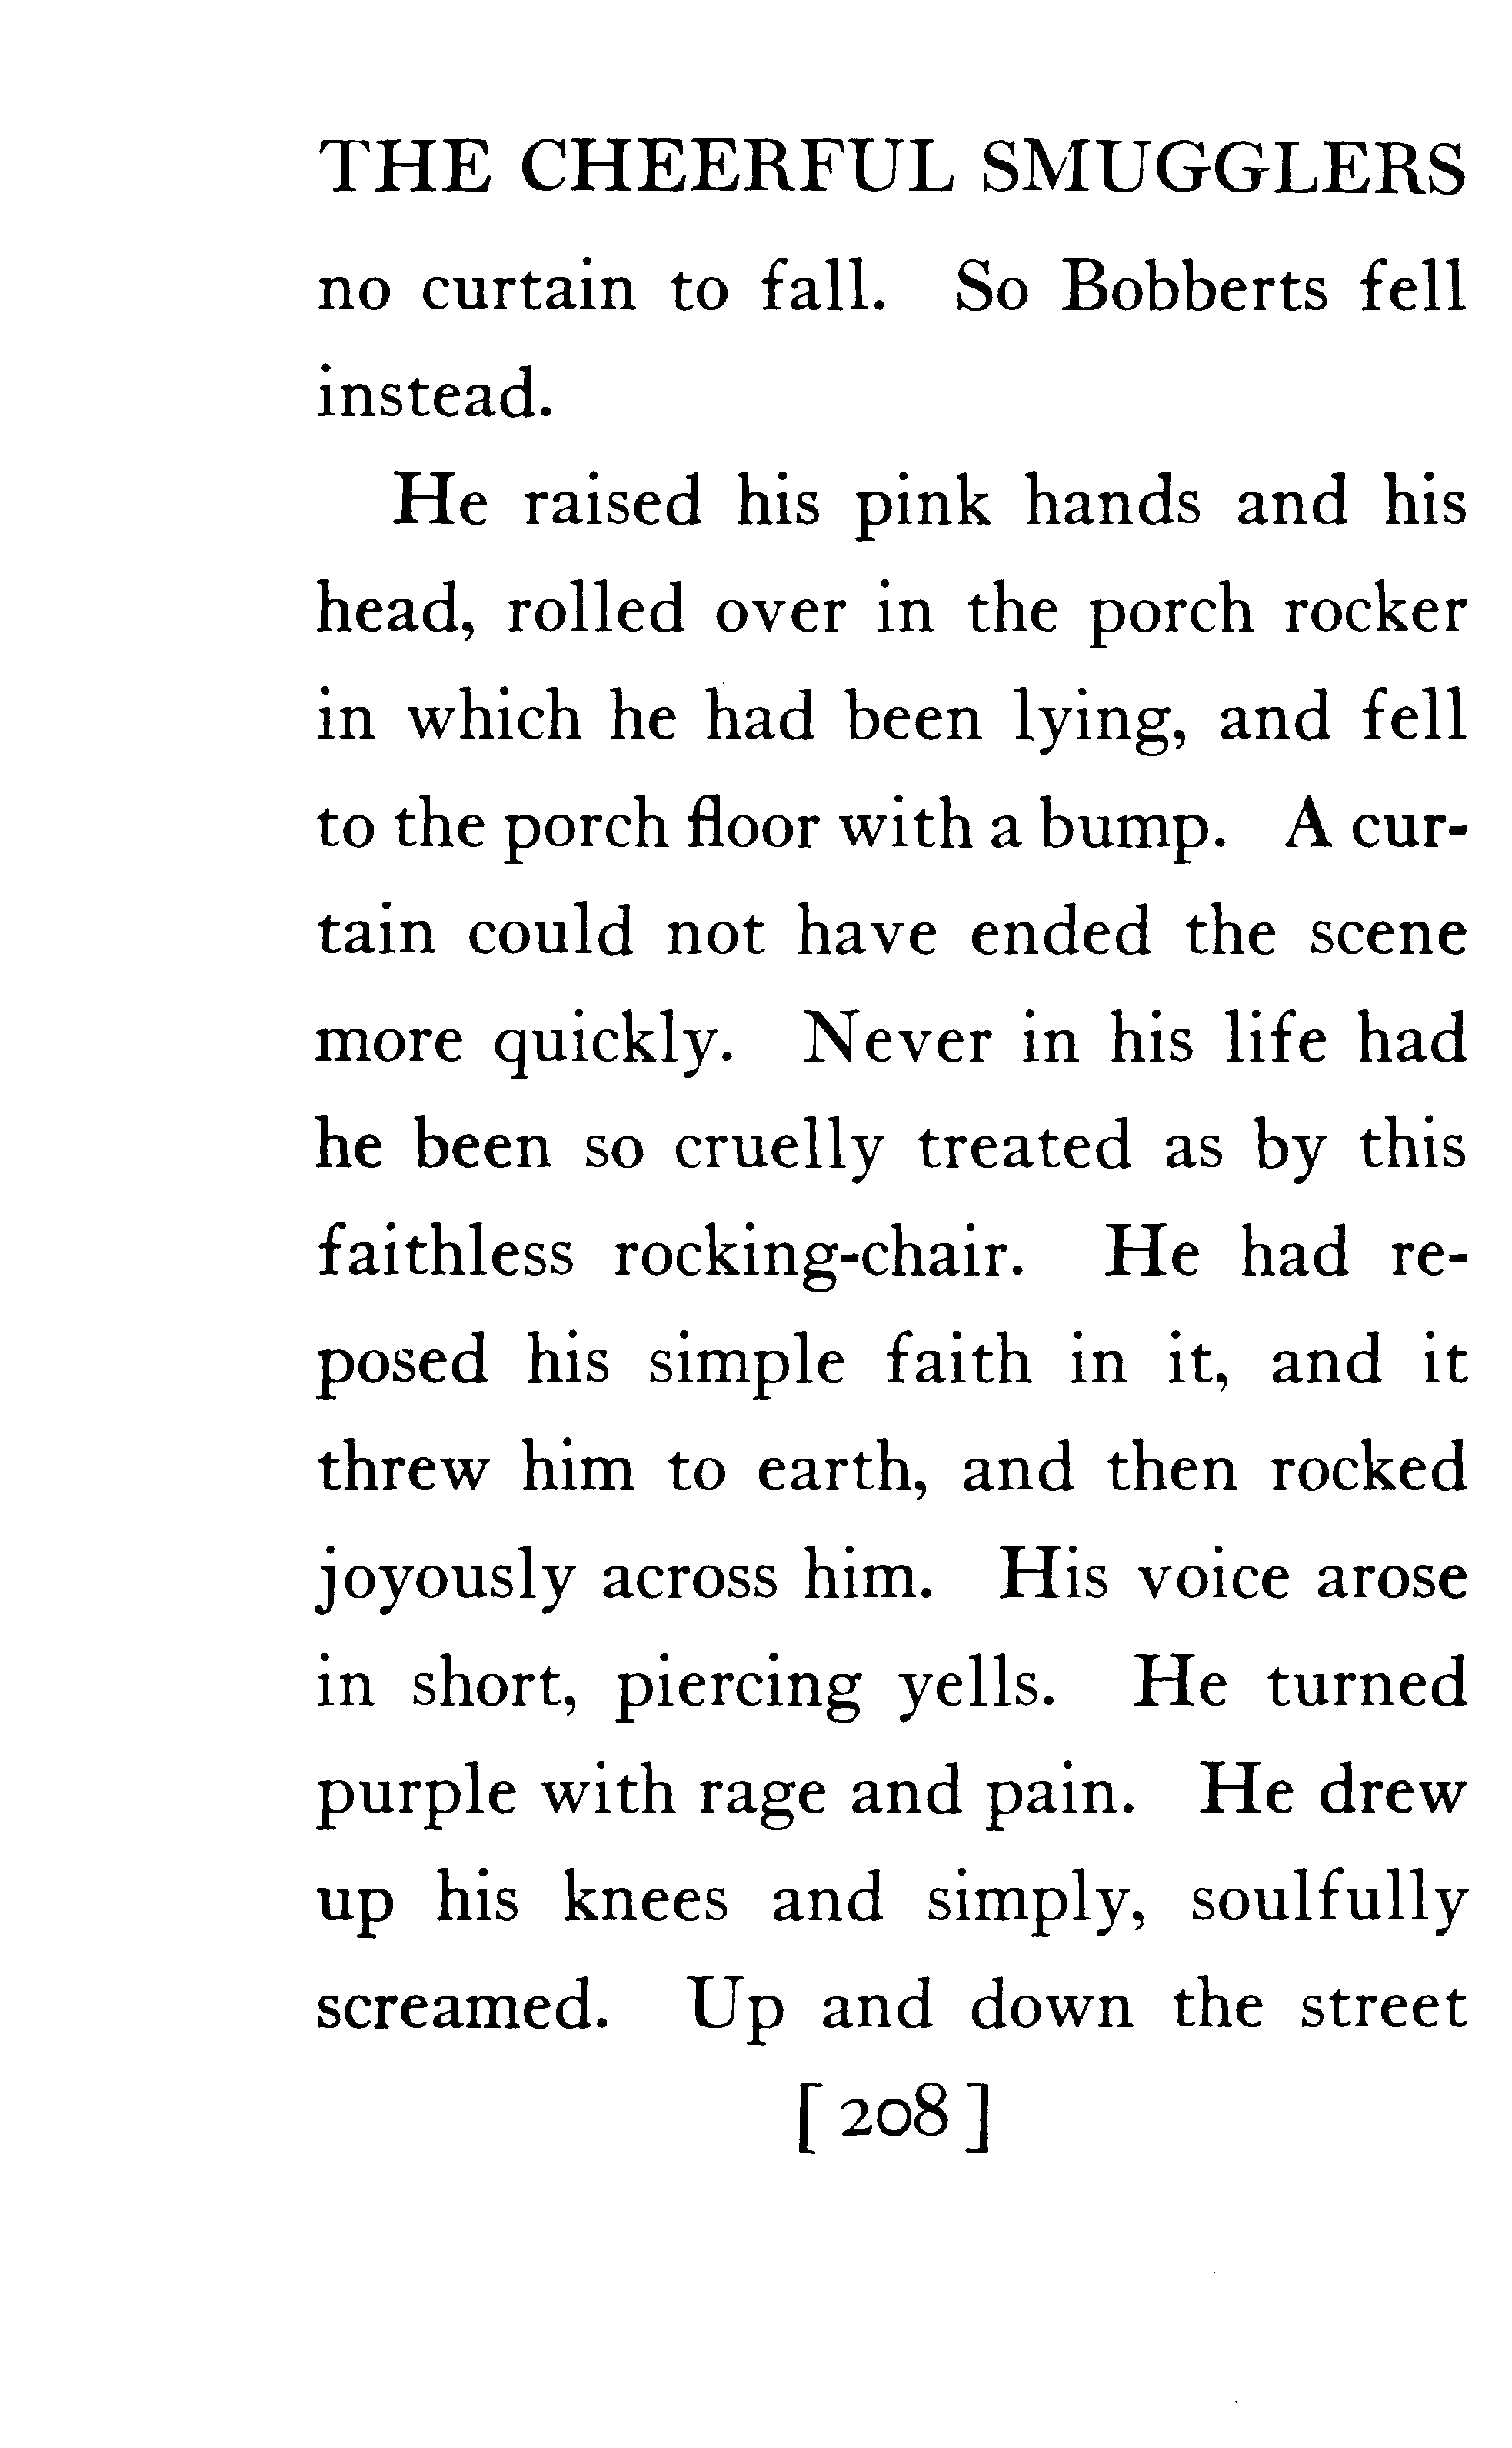 THE CHEERFUL SMUGGLERS
no curtain to fall. So Bobberts fell
instead.
He raised his pink hands and his
head, rolled over in the porch rocker
in which he had been lying, and fell
to the porch floor with a bump. A cur-
tain could not have ended the scene
more quickly. Never in his life had
he been so cruelly treated as by this
faithless rocking-chair. He had re-
posed his simple faith in it, and it
threw him to earth, and then rocked
joyously across him. His voice arose
in short, piercing yells. He turned
purple with rage and pain. He drew
up his knees and simply, soulfully
screamed. Up and down the street
[208]